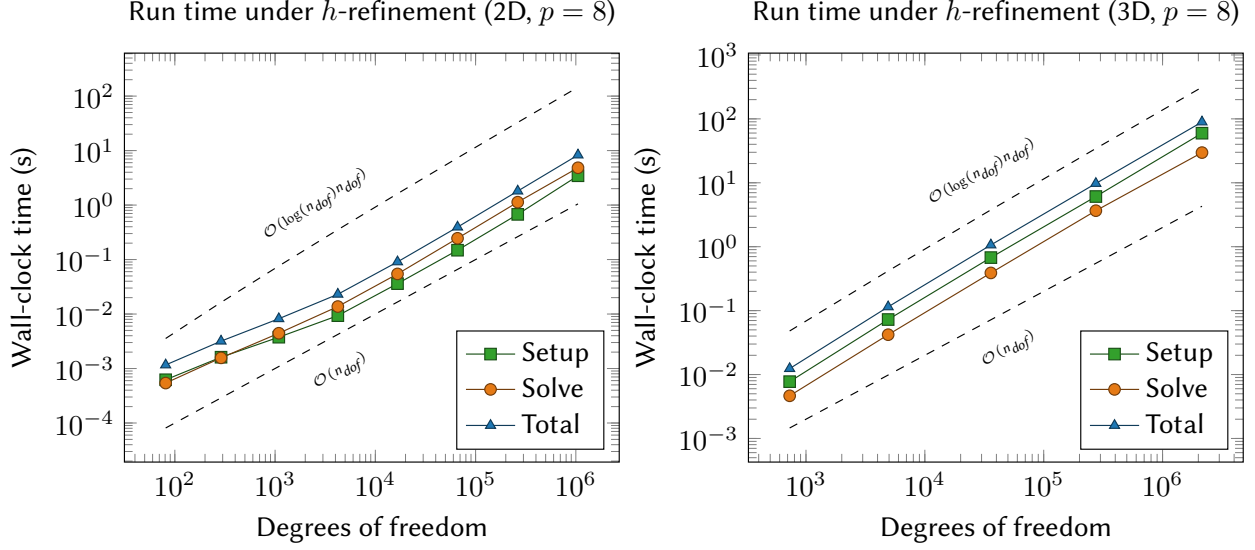 Run time under h-refinement (2D, p = 8)
Wall-clock time (s)
10^2
10^1
10^0
10^−1
10^−2
10^−3
10^−4
O(log(n_dof)n_dof)
O(n_dof)
Setup
Solve
Total
10^2 10^3 10^4 10^5 10^6
Degrees of freedom
Run time under h-refinement (3D, p = 8)
Wall-clock time (s)
10^3
10^2
10^1
10^0
10^−1
10^−2
10^−3
O(log(n_dof)n_dof)
O(n_dof)
Setup
Solve
Total
10^3 10^4 10^5 10^6
Degrees of freedom